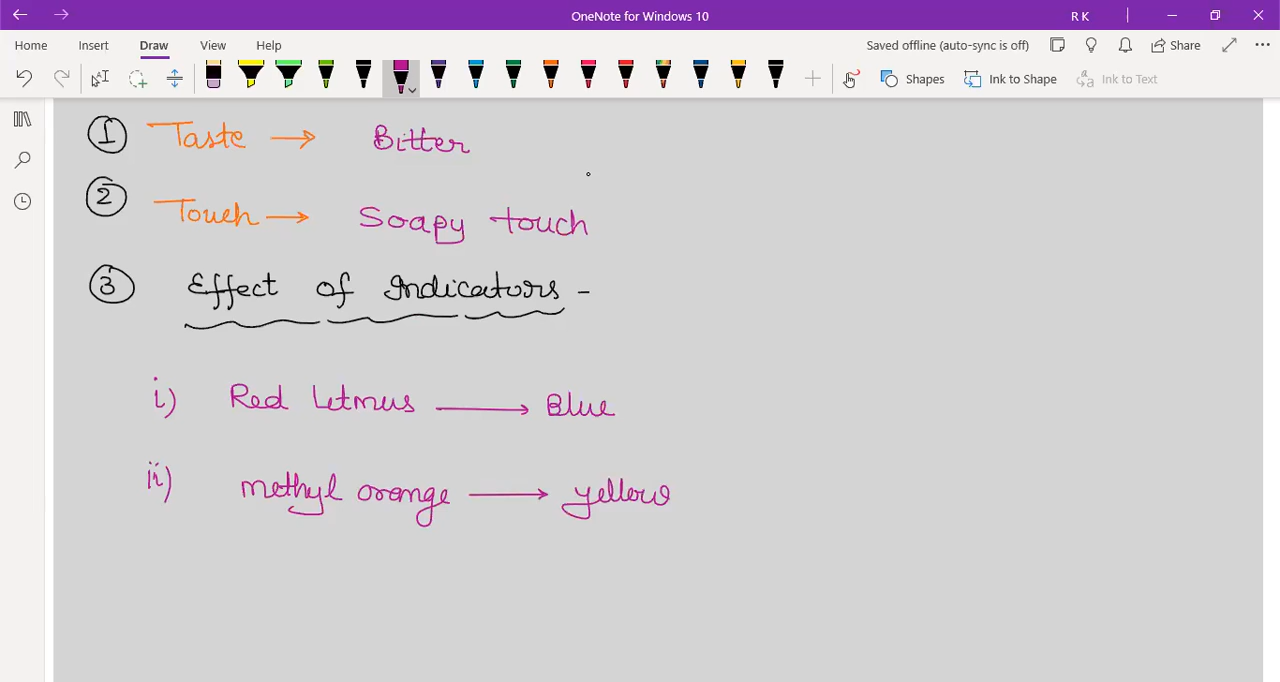 OneNote for Windows 10
R K
Home Insert Draw View Help
Saved offline (auto-sync is off)
Share
Shapes
Ink to Shape
Ink to Text
1 Taste → Bitter
2 Touch → Soapy touch
3 Effect of Indicators -
i) Red Letmus → Blue
ii) methyl orange → yellow